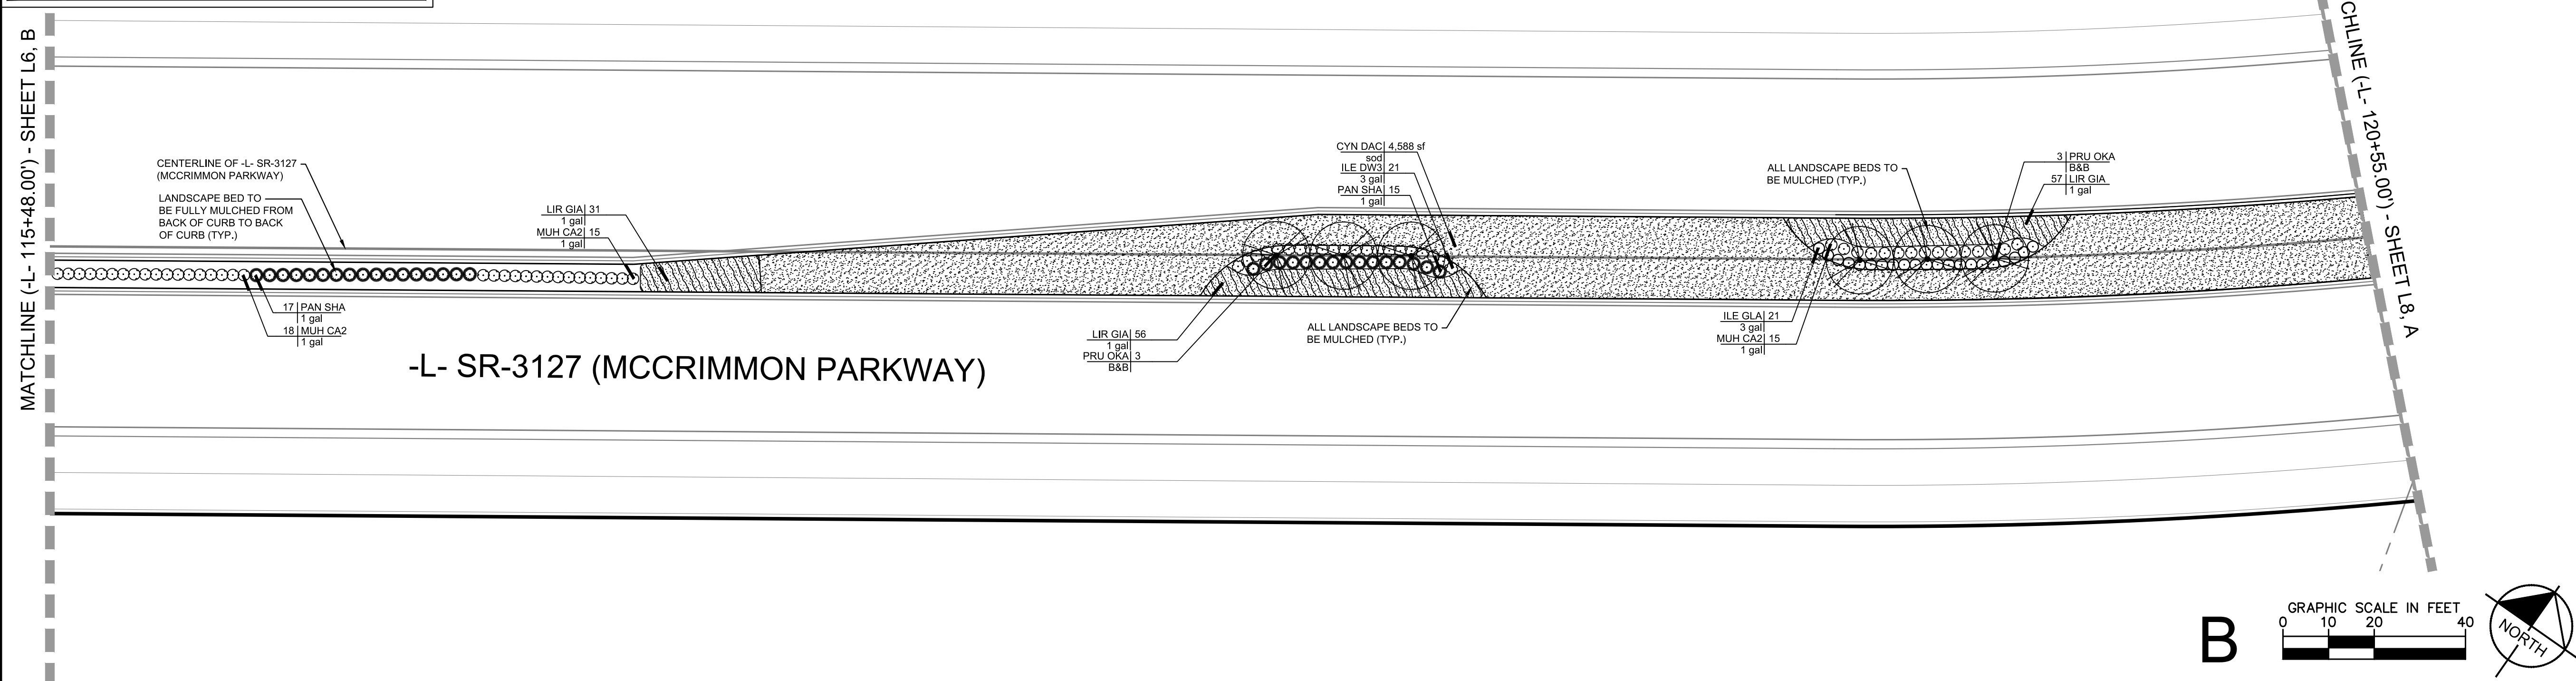 MATCHLINE (-L- 115+48.00') - SHEET L6, B
CENTERLINE OF -L- SR-3127
(MCCRIMMON PARKWAY)
LANDSCAPE BED TO
BE FULLY MULCHED FROM
BACK OF CURB TO BACK
OF CURB (TYP.)
17 PAN SHA
1 gal
18 MUH CA2
1 gal
LIR GIA 31
1 gal
MUH CA2 15
1 gal
-L- SR-3127 (MCCRIMMON PARKWAY)
CYN DAC 4,588 sf
sod
ILE DW3 21
3 gal
PAN SHA 15
1 gal
LIR GIA 56
1 gal
PRU OKA 3
B&B
ALL LANDSCAPE BEDS TO
BE MULCHED (TYP.)
ALL LANDSCAPE BEDS TO
BE MULCHED (TYP.)
3 PRU OKA
B&B
57 LIR GIA
1 gal
ILE GLA 21
3 gal
MUH CA2 15
1 gal
CHLINE (-L- 120+55.00') - SHEET L8, A
B
GRAPHIC SCALE IN FEET
0 10 20 40
NORTH